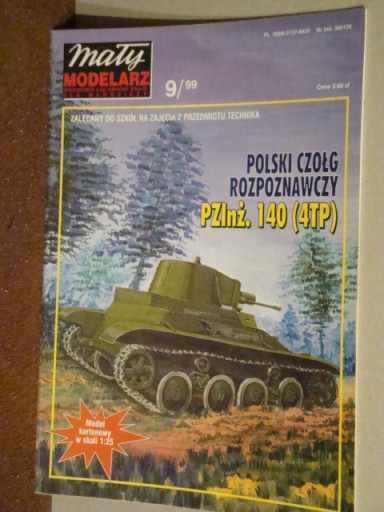 mały
MODELARZ
9/99
Cena 5.60 zł
ZALECANY DO SZKÓŁ NA ZAJĘCIA Z PRZEDMIOTU TECHNIKA
POLSKI CZOŁG
ROZPOZNAWCZY
PZInż. 140 (4TP)
Model
kartonowy
w skali 1:25